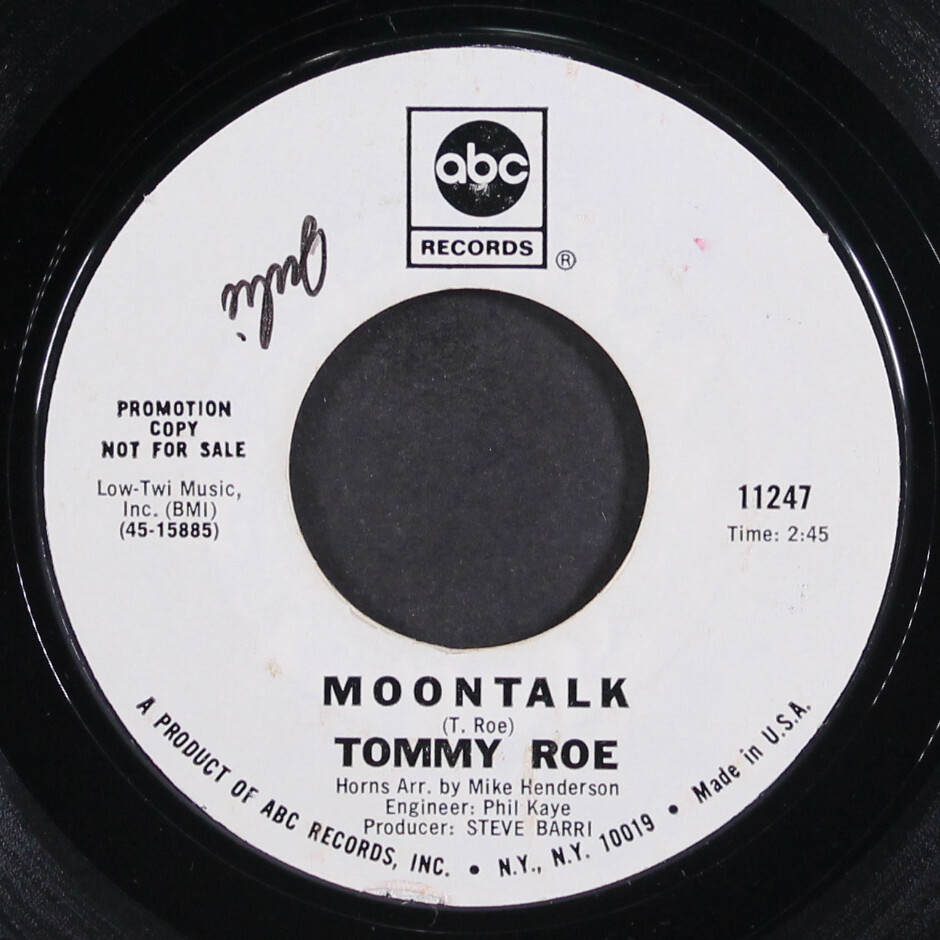 abc
RECORDS
®
Juli
PROMOTION
COPY
NOT FOR SALE
Low-Twi Music,
Inc. (BMI)
(45-15885)
11247
Time: 2:45
MOONTALK
(T. Roe)
TOMMY ROE
Horns Arr. by Mike Henderson
Engineer: Phil Kaye
Producer: STEVE BARRI
A PRODUCT OF ABC RECORDS, INC. • N.Y., N.Y. 10019 • Made in U.S.A.